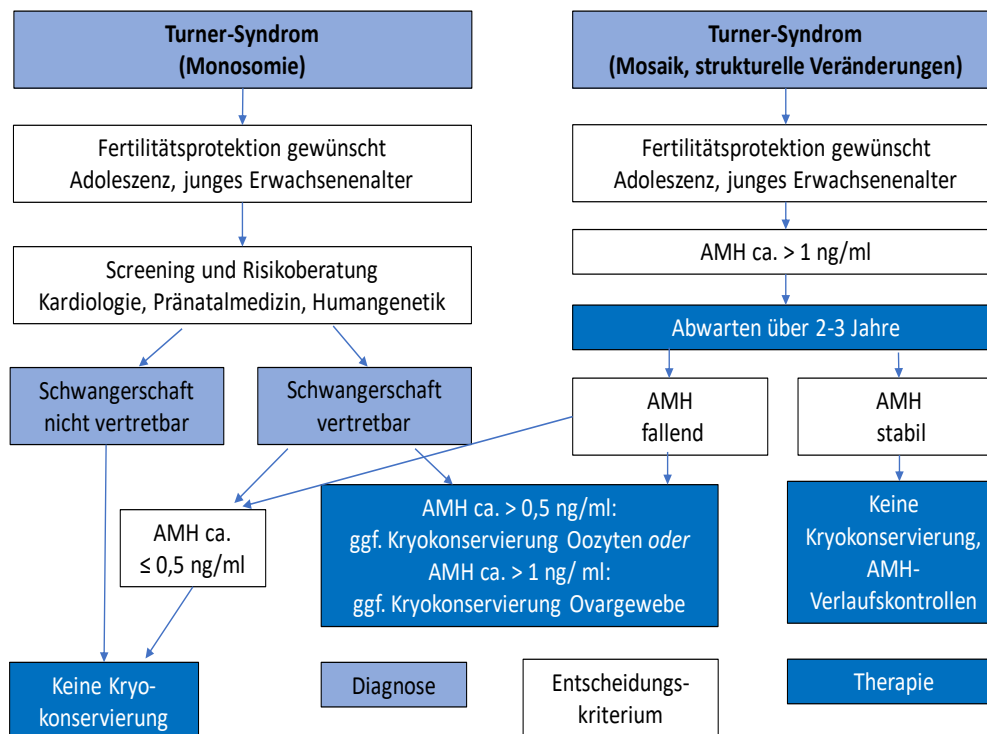 Turner-Syndrom
(Monosomie)
Turner-Syndrom
(Mosaik, strukturelle Veränderungen)
Fertilitätsprotektion gewünscht
Adoleszenz, junges Erwachsenenalter
Fertilitätsprotektion gewünscht
Adoleszenz, junges Erwachsenenalter
Screening und Risikoberatung
Kardiologie, Pränatalmedizin, Humangenetik
AMH ca. > 1 ng/ml
Abwarten über 2-3 Jahre
Schwangerschaft
nicht vertretbar
Schwangerschaft
vertretbar
AMH
fallend
AMH
stabil
AMH ca.
≤ 0,5 ng/ml
AMH ca. > 0,5 ng/ml:
ggf. Kryokonservierung Oozyten oder
AMH ca. > 1 ng/ ml:
ggf. Kryokonservierung Ovargewebe
Keine
Kryokonservierung,
AMH-
Verlaufskontrollen
Keine Kryo-
konservierung
Diagnose
Entscheidungs-
kriterium
Therapie